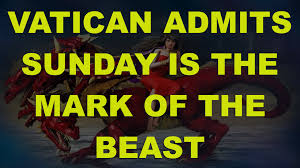 VATICAN ADMITS
SUNDAY IS THE
MARK OF THE
BEAST